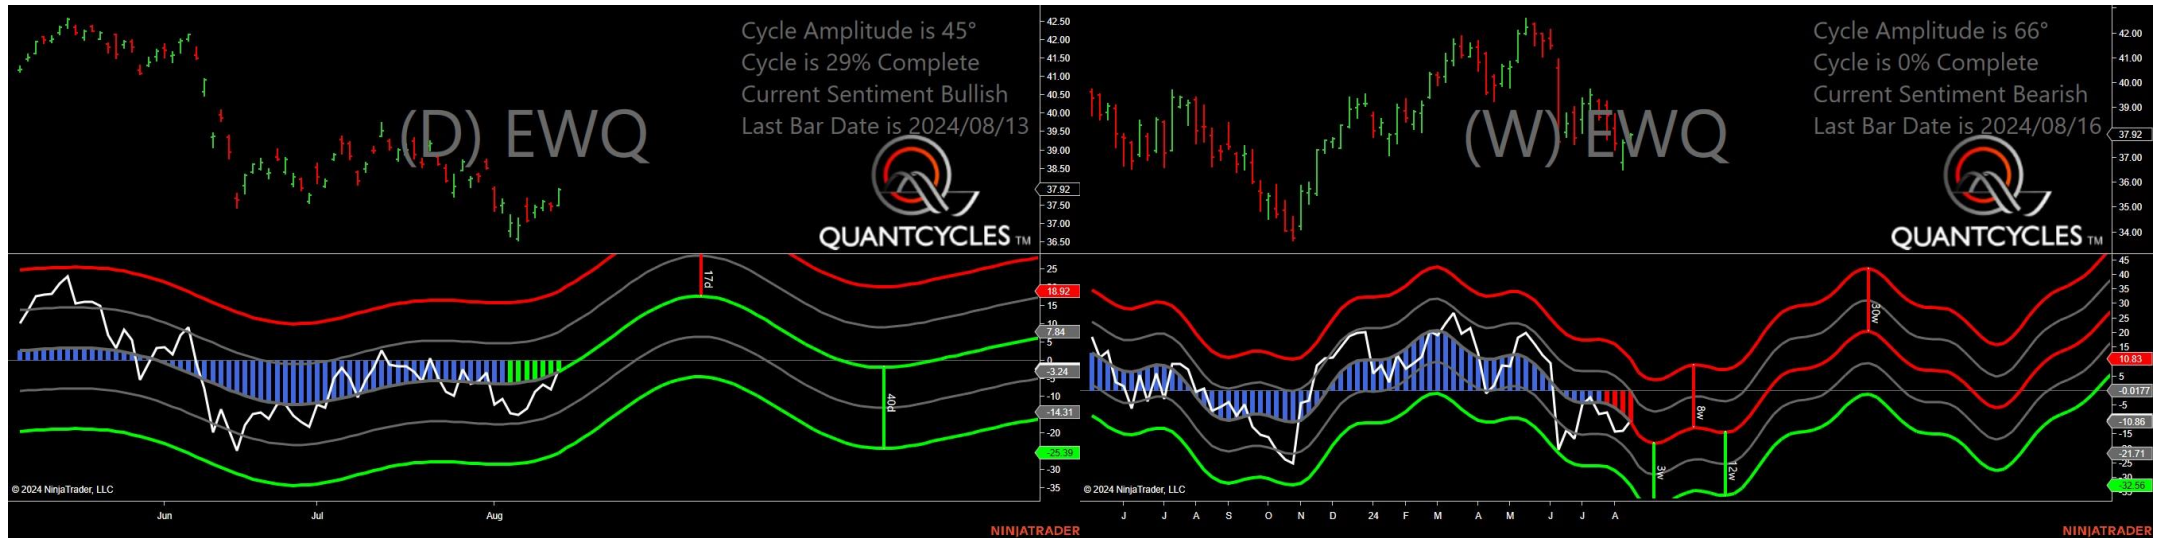 Cycle Amplitude is 45°
Cycle is 29% Complete
Current Sentiment Bullish
Last Bar Date is 2024/08/13
(D) EWQ
QUANTCYCLES TM
42.50
42.00
41.50
41.00
40.50
40.00
39.50
39.00
38.50
37.92
37.50
37.00
36.50
17d
40d
25
18.92
15
10
7.84
5
0
-3.24
-5
-10
-14.31
-20
-25.39
-30
-35
© 2024 NinjaTrader, LLC
Jun
Jul
Aug
NINJATRADER
Cycle Amplitude is 66°
Cycle is 0% Complete
Current Sentiment Bearish
Last Bar Date is 2024/08/16
(W) EWQ
QUANTCYCLES TM
42.00
41.00
40.00
39.00
37.92
37.00
36.00
35.00
34.00
3w
8w
12w
30w
45
40
35
30
25
20
10.83
5
-0.0177
-5
-10.86
-15
-21.71
-25
-32.56
© 2024 NinjaTrader, LLC
J J A S O N D 24 F M A M J J A
NINJATRADER